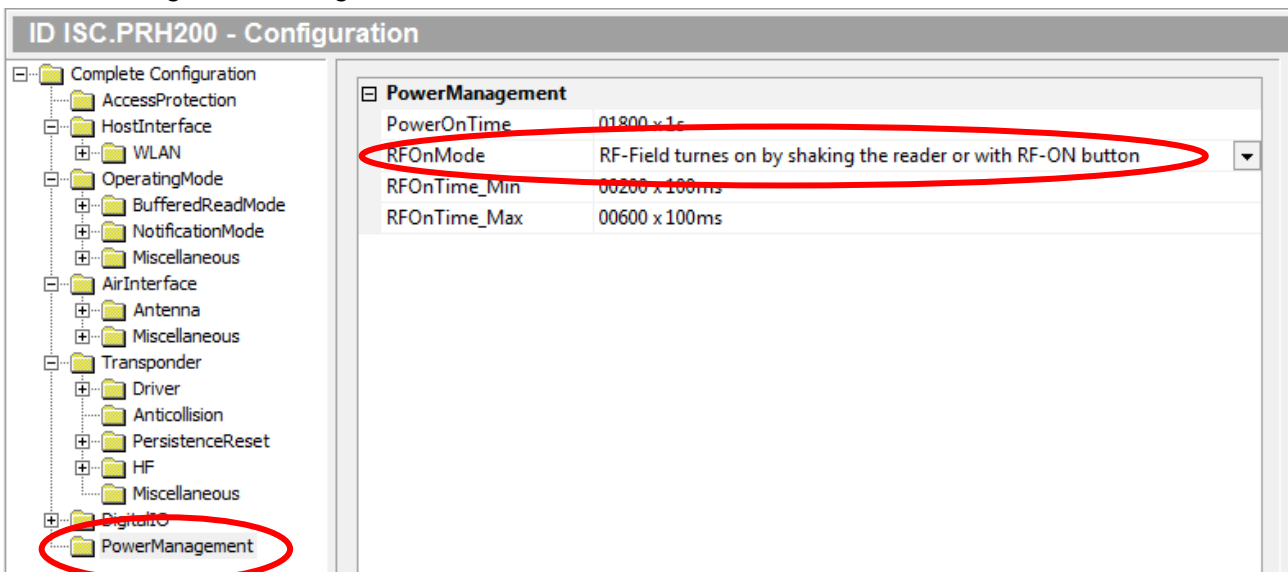 ID ISC.PRH200 - Configuration
Complete Configuration
AccessProtection
HostInterface
WLAN
OperatingMode
BufferedReadMode
NotificationMode
Miscellaneous
AirInterface
Antenna
Miscellaneous
Transponder
Driver
Anticollision
PersistenceReset
HF
Miscellaneous
DigitalIO
PowerManagement
PowerManagement
PowerOnTime 01800 x 1s
RFOnMode RF-Field turnes on by shaking the reader or with RF-ON button
RFOnTime_Min 00200 x 100ms
RFOnTime_Max 00600 x 100ms